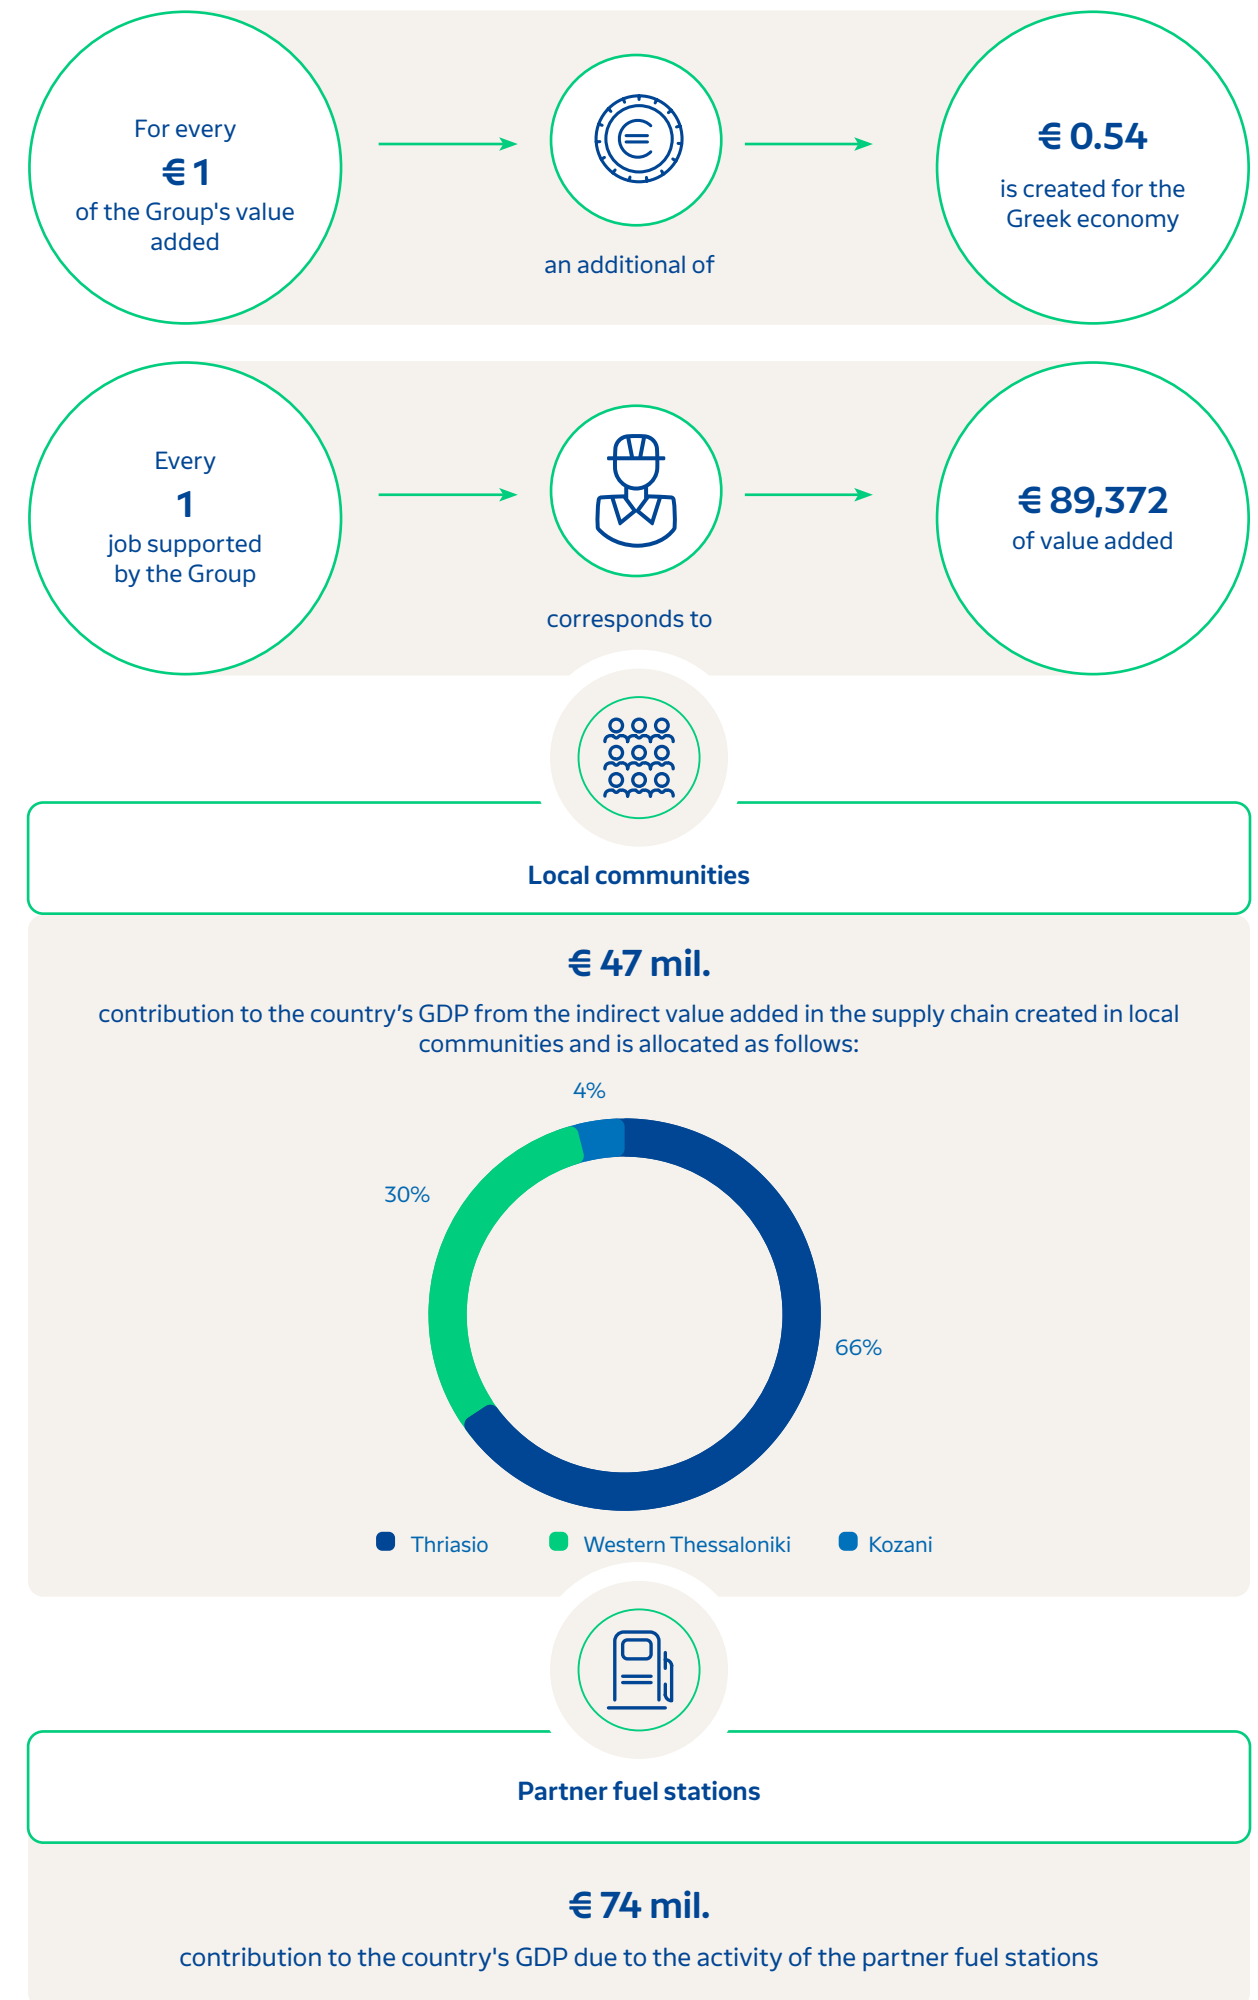 For every
€ 1
of the Group's value
added
an additional of
€ 0.54
is created for the
Greek economy
Every
1
job supported
by the Group
corresponds to
€ 89,372
of value added
Local communities
€ 47 mil.
contribution to the country’s GDP from the indirect value added in the supply chain created in local
communities and is allocated as follows:
4%
30%
66%
Thriasio
Western Thessaloniki
Kozani
Partner fuel stations
€ 74 mil.
contribution to the country's GDP due to the activity of the partner fuel stations